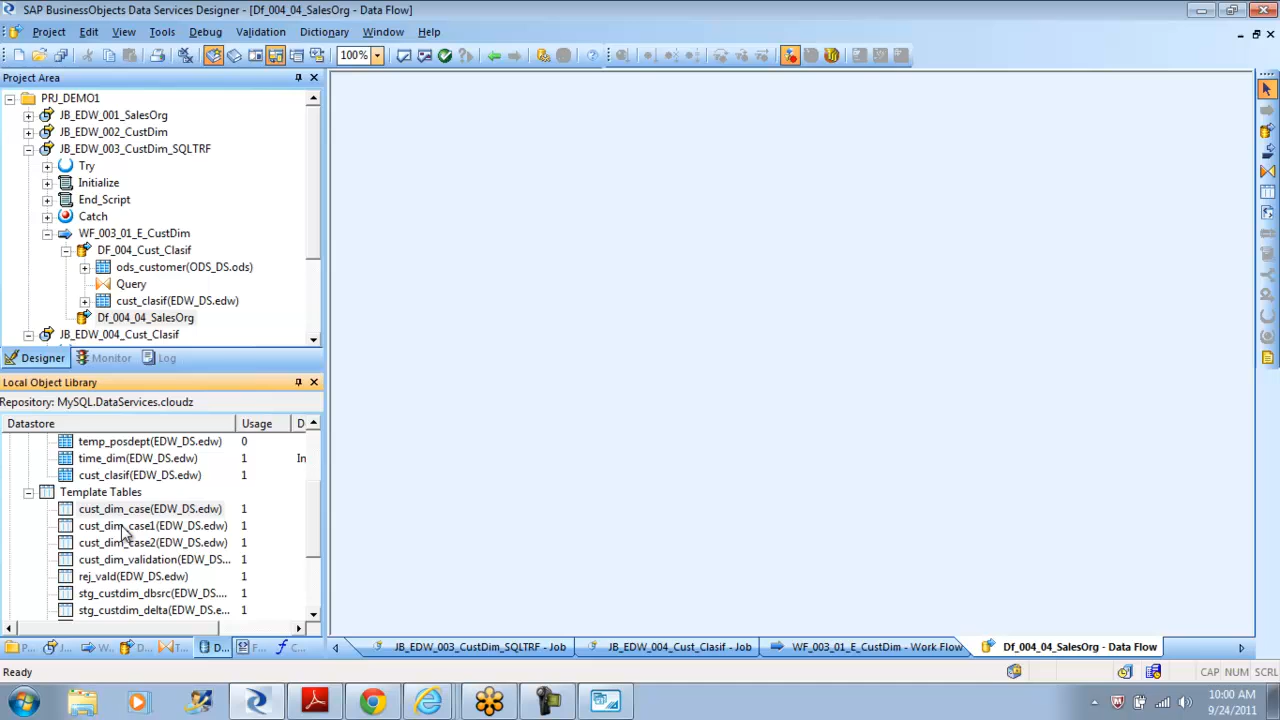 SAP BusinessObjects Data Services Designer - [Df_004_04_SalesOrg - Data Flow]
Project Edit View Tools Debug Validation Dictionary Window Help
100%
Project Area
PRJ_DEMO1
JB_EDW_001_SalesOrg
JB_EDW_002_CustDim
JB_EDW_003_CustDim_SQLTRF
Try
Initialize
End_Script
Catch
WF_003_01_E_CustDim
DF_004_Cust_Clasif
ods_customer(ODS_DS.ods)
Query
cust_clasif(EDW_DS.edw)
Df_004_04_SalesOrg
JB_EDW_004_Cust_Clasif
Designer Monitor Log
Local Object Library
Repository: MySQL.DataServices.cloudz
Datastore Usage D
temp_posdept(EDW_DS.edw) 0
time_dim(EDW_DS.edw) 1 In
cust_clasif(EDW_DS.edw) 1
Template Tables
cust_dim_case(EDW_DS.edw) 1
cust_dim_case1(EDW_DS.edw) 1
cust_dim_case2(EDW_DS.edw) 1
cust_dim_validation(EDW_DS... 1
rej_vald(EDW_DS.edw) 1
stg_custdim_dbsrc(EDW_DS.... 1
stg_custdim_delta(EDW_DS.e... 1
P... J... W... D... T... D... F... C...
JB_EDW_003_CustDim_SQLTRF - Job JB_EDW_004_Cust_Clasif - Job WF_003_01_E_CustDim - Work Flow Df_004_04_SalesOrg - Data Flow
Ready CAP NUM SCRL
10:00 AM
9/24/2011